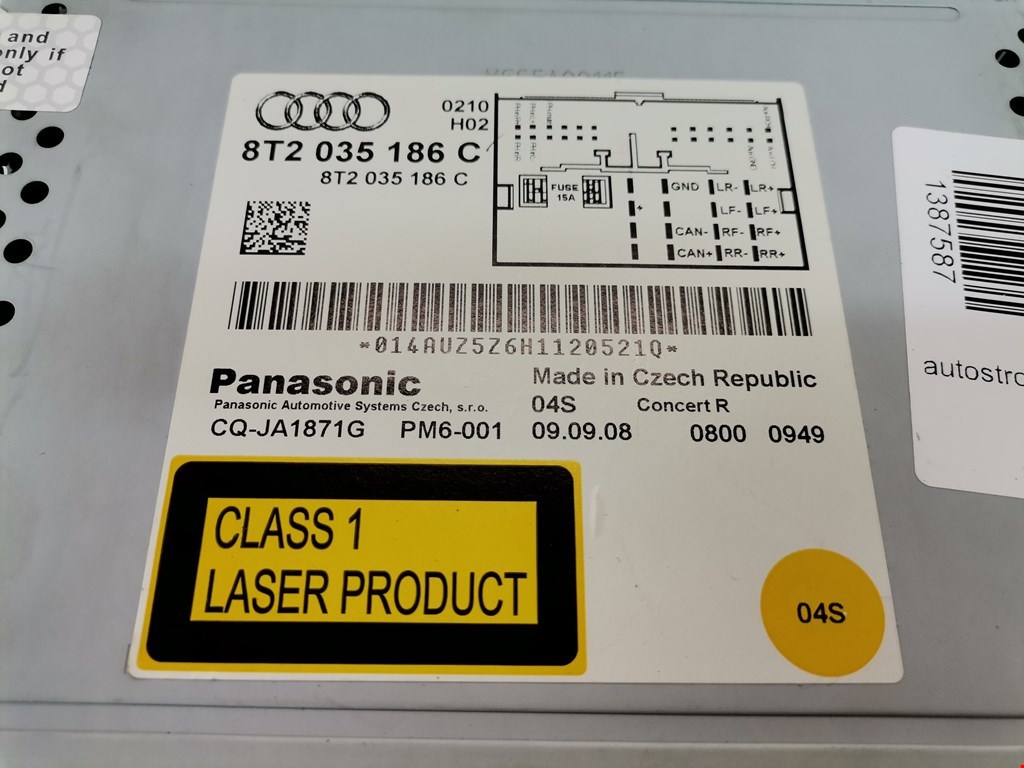 and
only if
ot
d
0210
H02
8T2 035 186 C
8T2 035 186 C
FUSE
15A
GND LR- LR+
+ LF- LF+
CAN- RF- RF+
CAN+ RR- RR+
*014AUZ5Z6H1120521Q*
Panasonic
Made in Czech Republic
Panasonic Automotive Systems Czech, s.r.o.
04S Concert R
CQ-JA1871G PM6-001 09.09.08 0800 0949
CLASS 1
LASER PRODUCT
04S
1387587
autostro